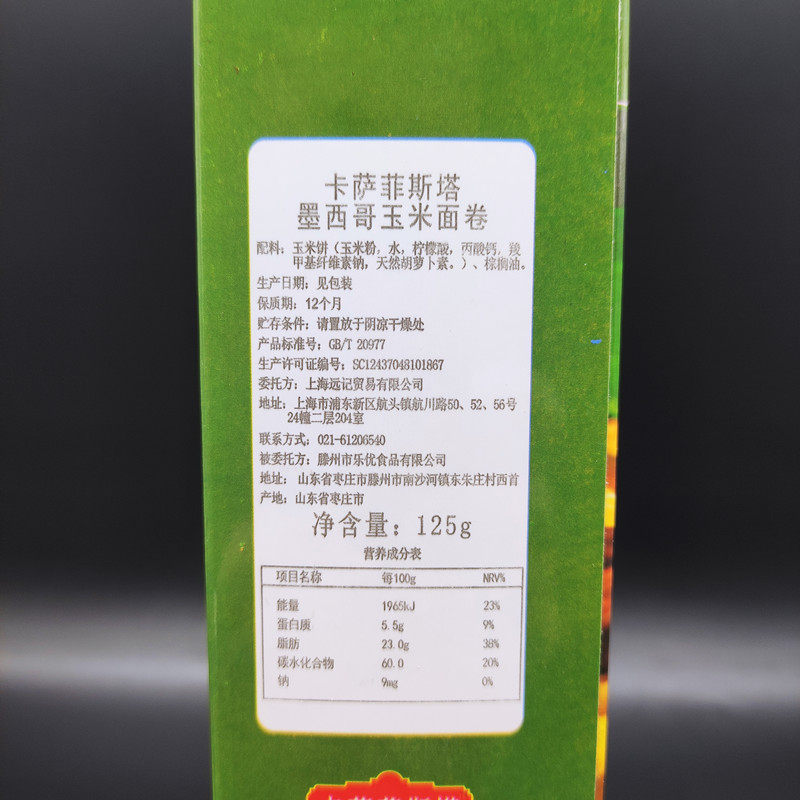 卡萨菲斯塔
墨西哥玉米面卷
配料：玉米饼（玉米粉，水，柠檬酸，丙酸钙，羧
甲基纤维素钠，天然胡萝卜素。）、棕榈油。
生产日期：见包装
保质期：12个月
贮存条件：请置放于阴凉干燥处
产品标准号：GB/T 20977
生产许可证编号：SC12437048101867
委托方：上海远记贸易有限公司
地址：上海市浦东新区航头镇航川路50、52、56号
24幢二层204室
联系方式：021-61206540
被委托方：滕州市乐优食品有限公司
地址：山东省枣庄市滕州市南沙河镇东朱庄村西首
产地：山东省枣庄市
净含量：125g
营养成分表
项目名称 每100g NRV%
能量 1965kJ 23%
蛋白质 5.5g 9%
脂肪 23.0g 38%
碳水化合物 60.0 20%
钠 9mg 0%